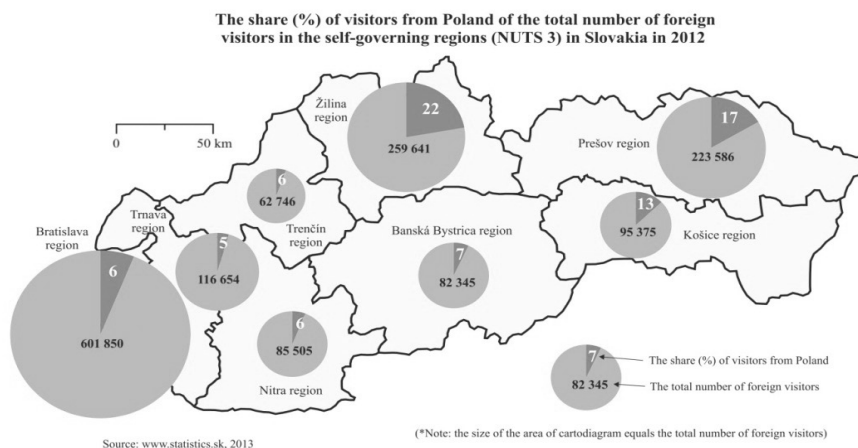 The share (%) of visitors from Poland of the total number of foreign
visitors in the self-governing regions (NUTS 3) in Slovakia in 2012
0 50 km
Žilina
region
22
259 641
Prešov region
17
223 586
6
62 746
Trenčín
region
Trnava
region
5
116 654
Bratislava
region
6
601 850
Banská Bystrica region
7
82 345
13
95 375
Košice region
6
85 505
Nitra region
7
82 345
The share (%) of visitors from Poland
The total number of foreign visitors
Source: www.statistics.sk, 2013
(*Note: the size of the area of cartodiagram equals the total number of foreign visitors)